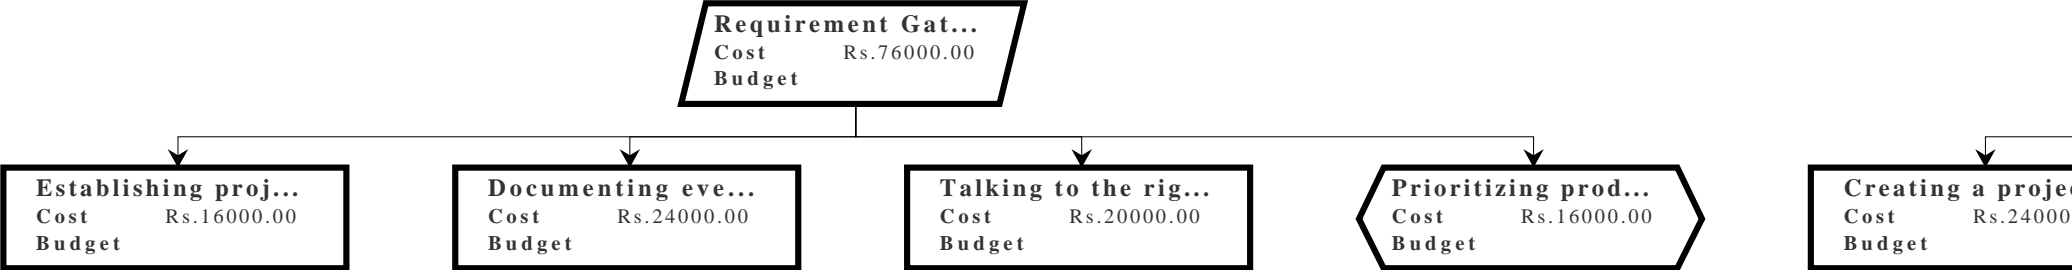 Requirement Gat...
Cost Rs.76000.00
Budget
Establishing proj...
Cost Rs.16000.00
Budget
Documenting eve...
Cost Rs.24000.00
Budget
Talking to the rig...
Cost Rs.20000.00
Budget
Prioritizing prod...
Cost Rs.16000.00
Budget
Creating a projec
Cost Rs.24000
Budget